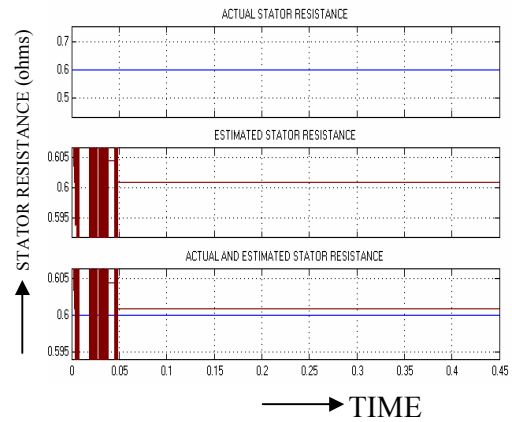 ACTUAL STATOR RESISTANCE
0.7
0.6
0.5
ESTIMATED STATOR RESISTANCE
0.605
0.6
0.595
ACTUAL AND ESTIMATED STATOR RESISTANCE
0.605
0.6
0.595
0 0.05 0.1 0.15 0.2 0.25 0.3 0.35 0.4 0.45
STATOR RESISTANCE (ohms)
TIME